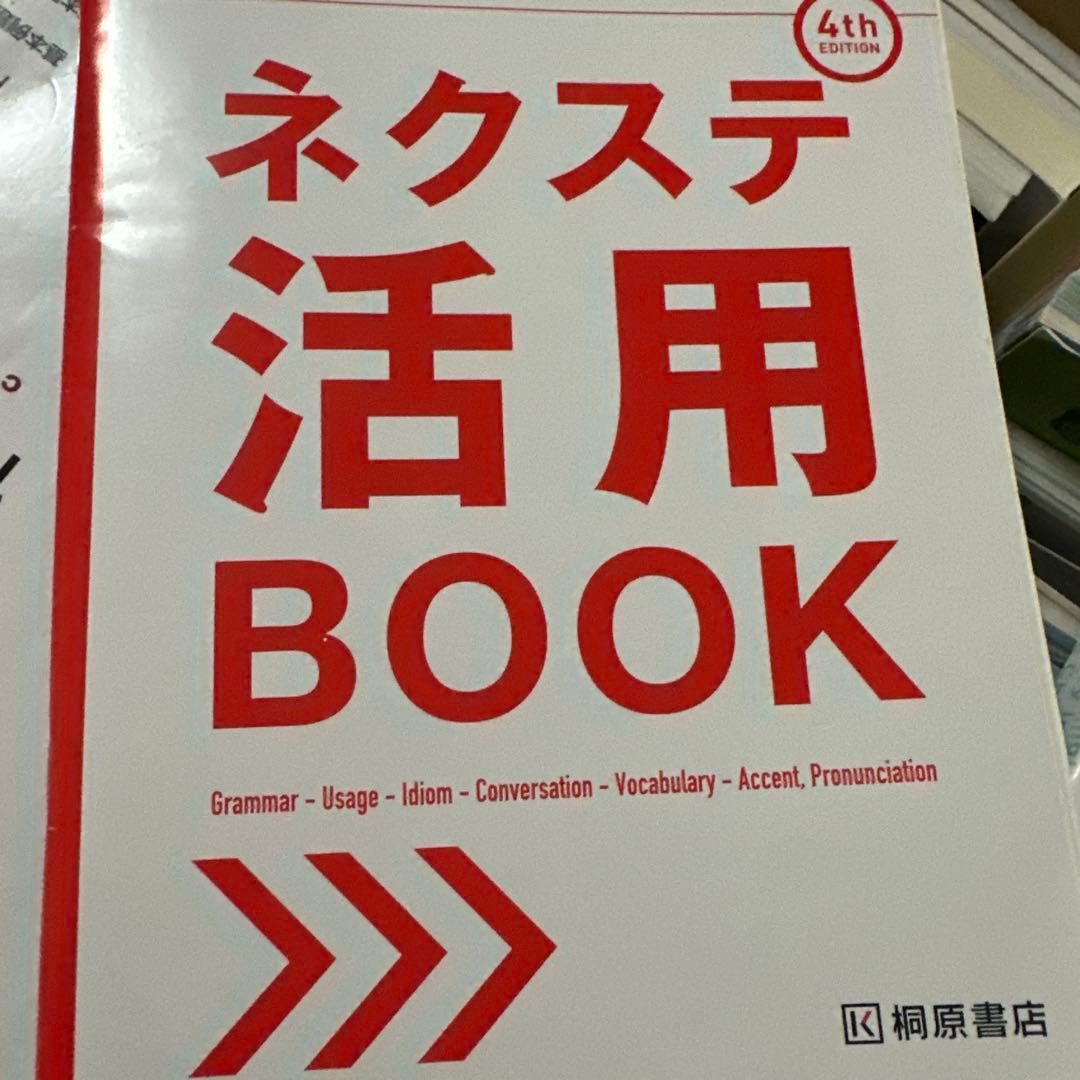 4th
EDITION
ネクステ
活用
BOOK
Grammar – Usage – Idiom – Conversation – Vocabulary – Accent, Pronunciation
K 桐原書店